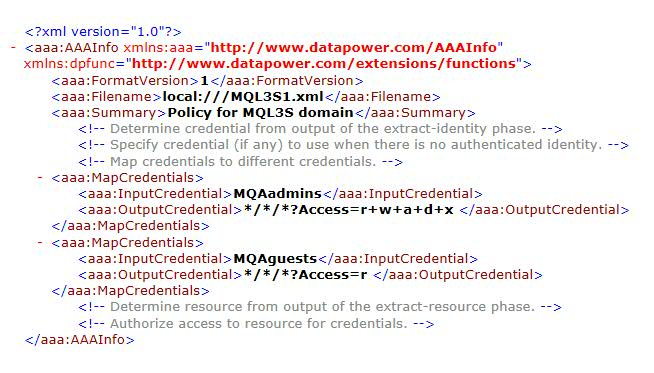 <?xml version="1.0"?>
- <aaa:AAAInfo xmlns:aaa="http://www.datapower.com/AAAInfo"
xmlns:dpfunc="http://www.datapower.com/extensions/functions">
<aaa:FormatVersion>1</aaa:FormatVersion>
<aaa:Filename>local:///MQL3S1.xml</aaa:Filename>
<aaa:Summary>Policy for MQL3S domain</aaa:Summary>
<!-- Determine credential from output of the extract-identity phase. -->
<!-- Specify credential (if any) to use when there is no authenticated identity. -->
<!-- Map credentials to different credentials. -->
- <aaa:MapCredentials>
<aaa:InputCredential>MQAadmins</aaa:InputCredential>
<aaa:OutputCredential>*/*/*?Access=r+w+a+d+x </aaa:OutputCredential>
</aaa:MapCredentials>
- <aaa:MapCredentials>
<aaa:InputCredential>MQAguests</aaa:InputCredential>
<aaa:OutputCredential>*/*/*?Access=r </aaa:OutputCredential>
</aaa:MapCredentials>
<!-- Determine resource from output of the extract-resource phase. -->
<!-- Authorize access to resource for credentials. -->
</aaa:AAAInfo>